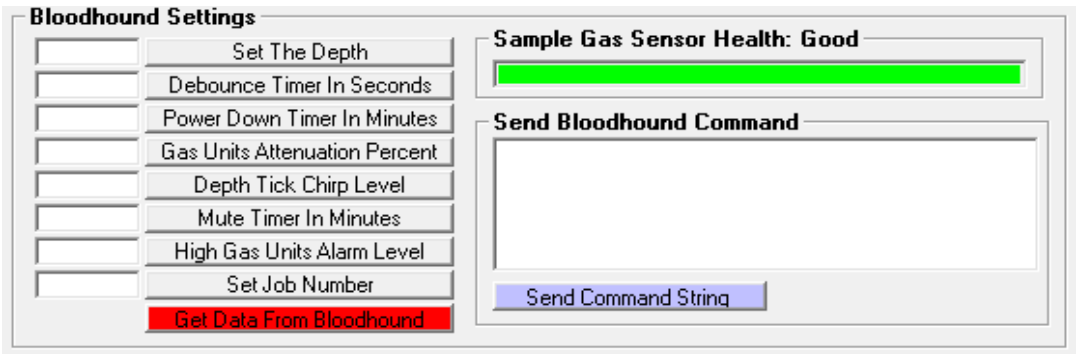 Bloodhound Settings
Set The Depth
Debounce Timer In Seconds
Power Down Timer In Minutes
Gas Units Attenuation Percent
Depth Tick Chirp Level
Mute Timer In Minutes
High Gas Units Alarm Level
Set Job Number
Get Data From Bloodhound
Sample Gas Sensor Health: Good
Send Bloodhound Command
Send Command String